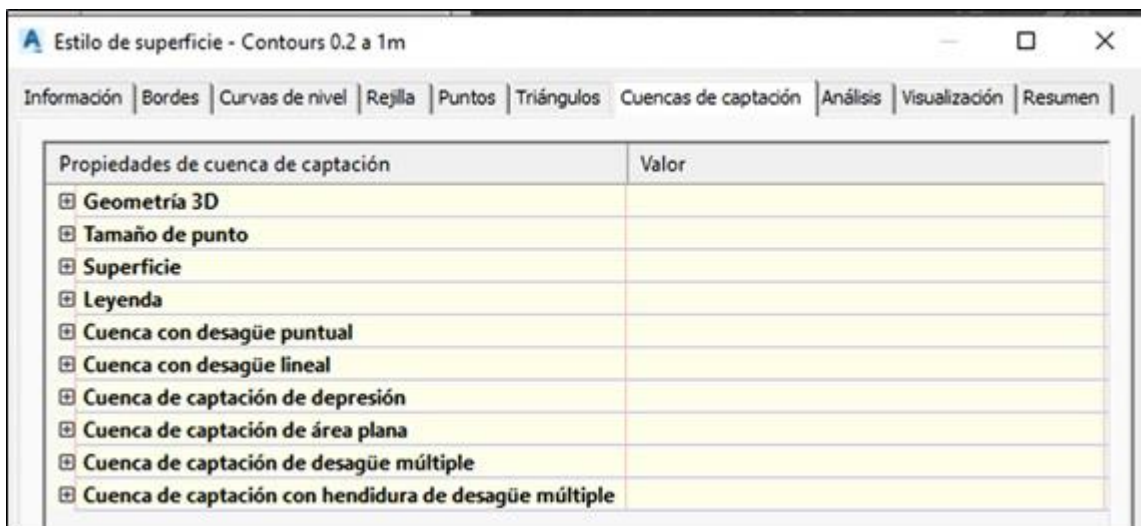 Estilo de superficie - Contours 0.2 a 1m
Información Bordes Curvas de nivel Rejilla Puntos Triángulos Cuencas de captación Análisis Visualización Resumen
Propiedades de cuenca de captación Valor
Geometría 3D
Tamaño de punto
Superficie
Leyenda
Cuenca con desagüe puntual
Cuenca con desagüe lineal
Cuenca de captación de depresión
Cuenca de captación de área plana
Cuenca de captación de desagüe múltiple
Cuenca de captación con hendidura de desagüe múltiple